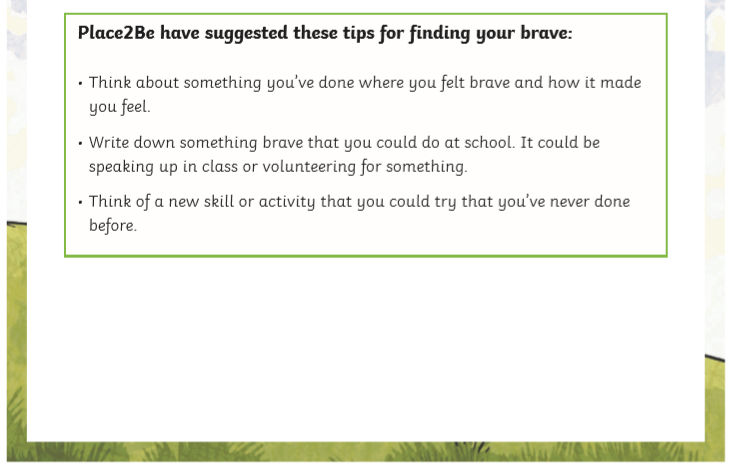 Place2Be have suggested these tips for finding your brave:
• Think about something you've done where you felt brave and how it made
you feel.
• Write down something brave that you could do at school. It could be
speaking up in class or volunteering for something.
• Think of a new skill or activity that you could try that you've never done
before.